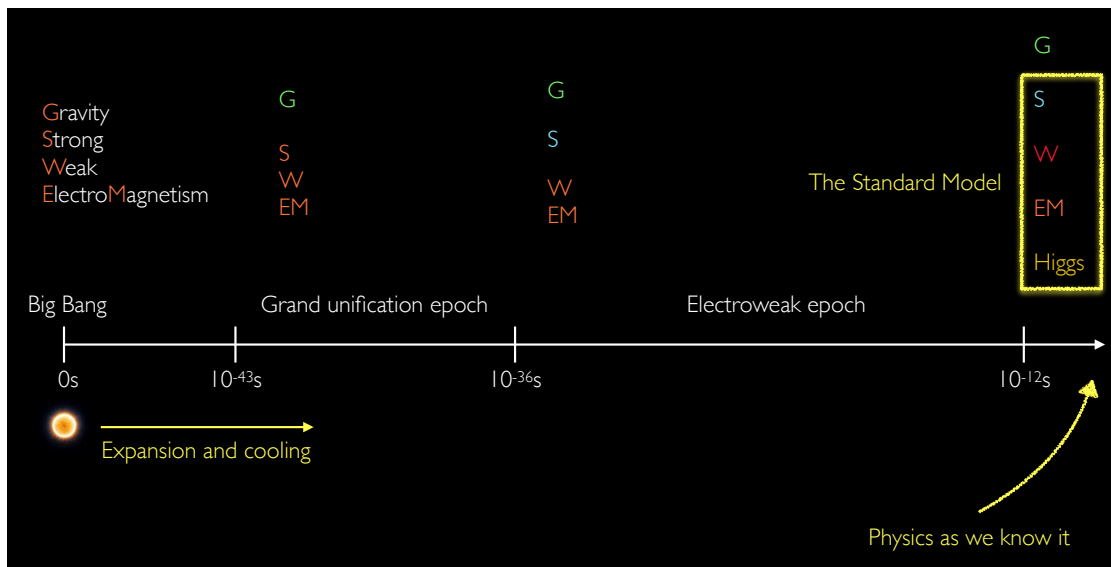 Gravity
Strong
Weak
ElectroMagnetism
G
S
W
EM
G
S
W
EM
The Standard Model
G
S
W
EM
Higgs
Big Bang
Grand unification epoch
Electroweak epoch
0s
10-43s
10-36s
10-12s
Expansion and cooling
Physics as we know it